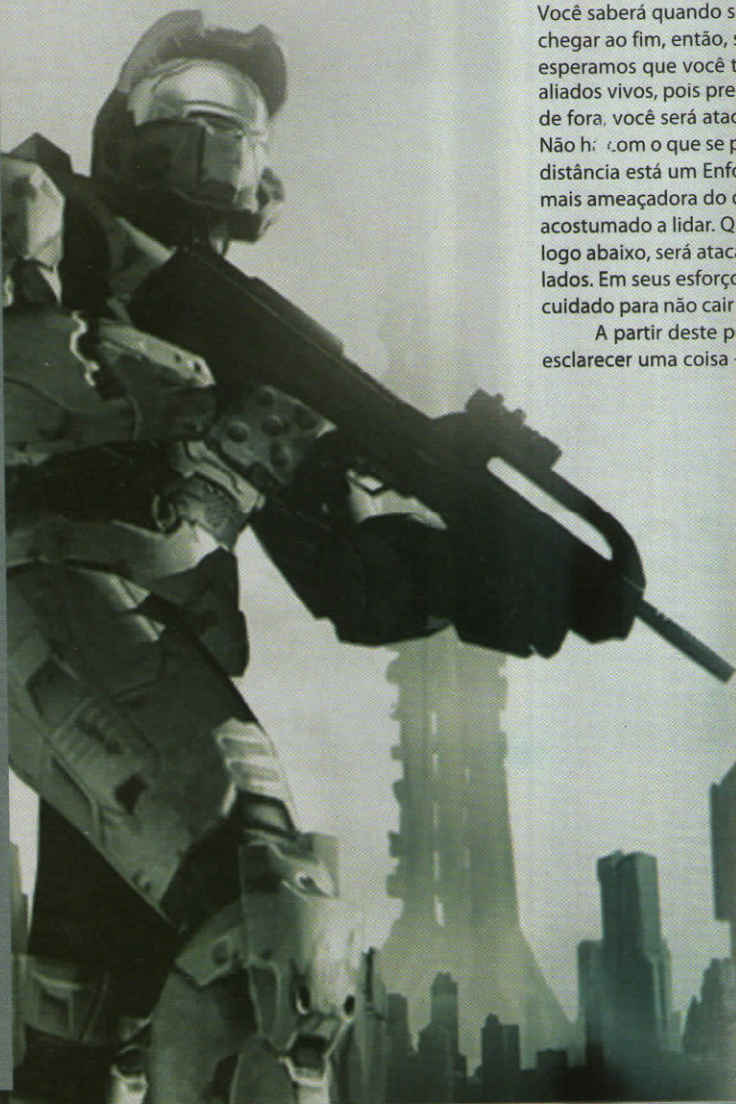 Você saberá quando s
chegar ao fim, então, s
esperamos que você t
aliados vivos, pois pre
de fora, você será atac
Não há com o que se p
distância está um Enfo
mais ameaçadora do q
acostumado a lidar. Q
logo abaixo, será ataca
lados. Em seus esforço
cuidado para não cair
A partir deste p
esclarecer uma coisa